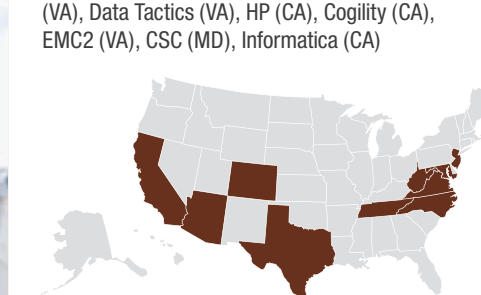 (VA), Data Tactics (VA), HP (CA), Cogility (CA),
EMC2 (VA), CSC (MD), Informatica (CA)